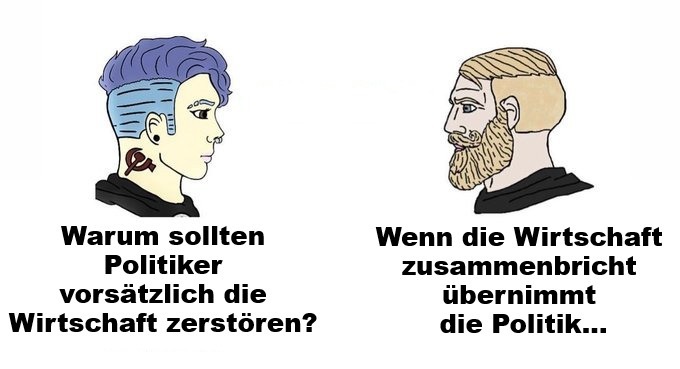 Warum sollten
Politiker
vorsätzlich die
Wirtschaft zerstören?
Wenn die Wirtschaft
zusammenbricht
übernimmt
die Politik...